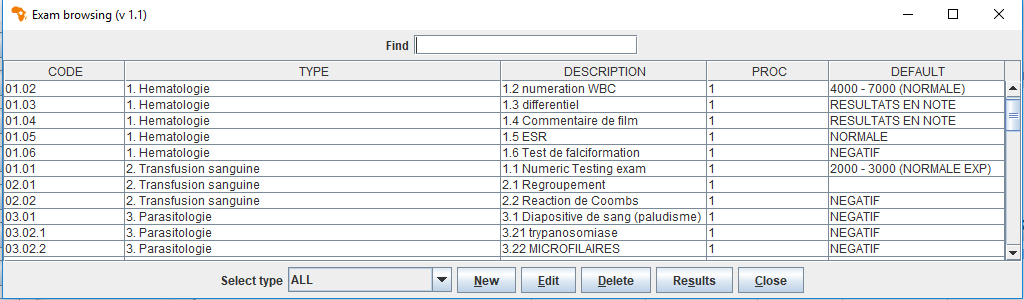 Exam browsing (v 1.1)
Find
CODE TYPE DESCRIPTION PROC DEFAULT
01.02 1. Hematologie 1.2 numeration WBC 1 4000 - 7000 (NORMALE)
01.03 1. Hematologie 1.3 differentiel 1 RESULTATS EN NOTE
01.04 1. Hematologie 1.4 Commentaire de film 1 RESULTATS EN NOTE
01.05 1. Hematologie 1.5 ESR 1 NORMALE
01.06 1. Hematologie 1.6 Test de falciformation 1 NEGATIF
01.01 2. Transfusion sanguine 1.1 Numeric Testing exam 1 2000 - 3000 (NORMALE EXP)
02.01 2. Transfusion sanguine 2.1 Regroupement 1
02.02 2. Transfusion sanguine 2.2 Reaction de Coombs 1 NEGATIF
03.01 3. Parasitologie 3.1 Diapositive de sang (paludisme) 1 NEGATIF
03.02.1 3. Parasitologie 3.21 trypanosomiase 1 NEGATIF
03.02.2 3. Parasitologie 3.22 MICROFILAIRES 1 NEGATIF
Select type ALL New Edit Delete Results Close